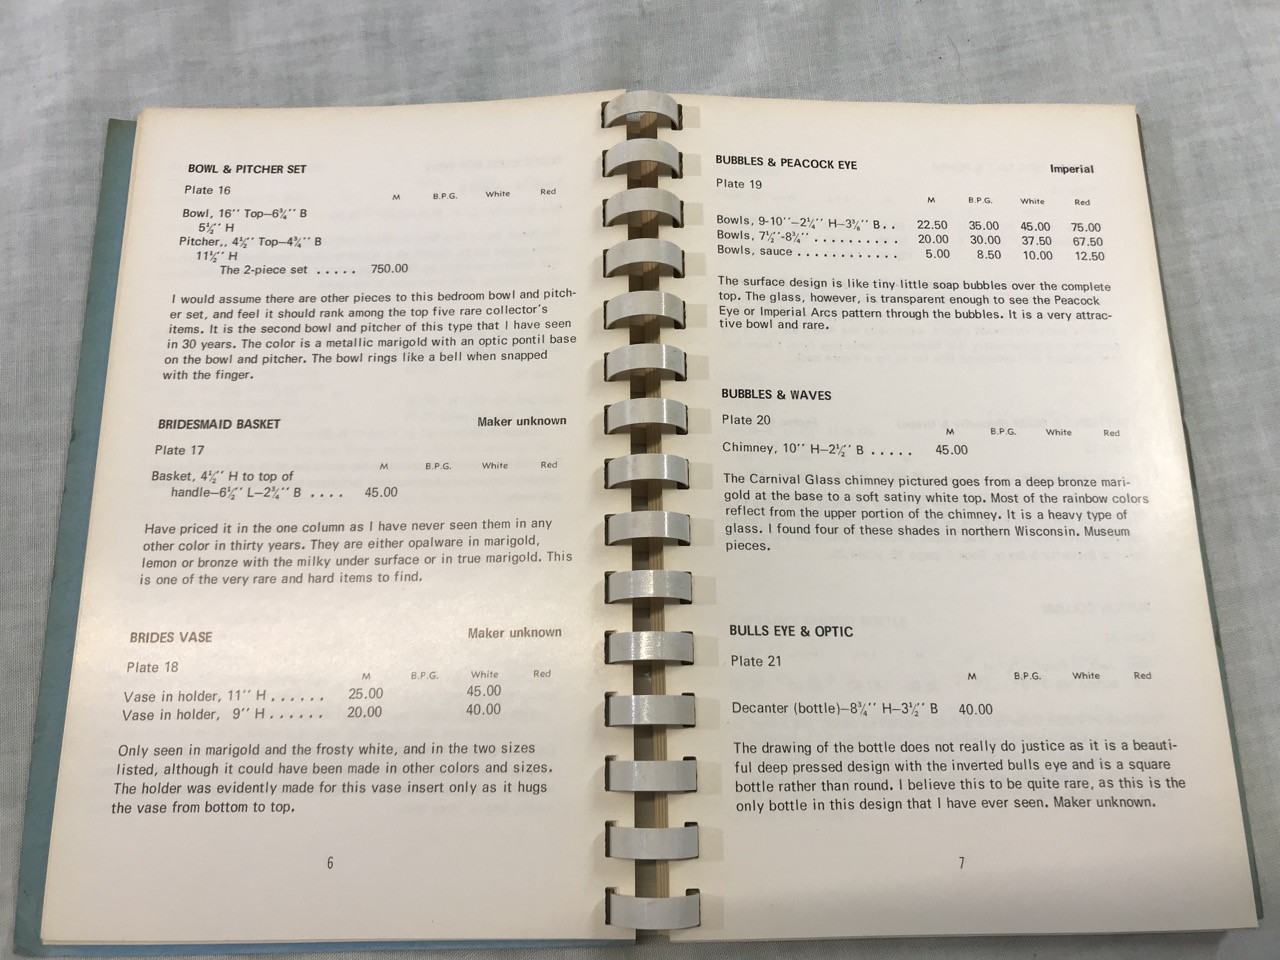 BOWL & PITCHER SET
Plate 16
M B.P.G. White Red
Bowl, 16'' Top—6¾'' B
5½'' H
Pitcher,, 4½'' Top—4¾'' B
11½'' H
The 2-piece set ..... 750.00
I would assume there are other pieces to this bedroom bowl and pitch-
er set, and feel it should rank among the top five rare collector's
items. It is the second bowl and pitcher of this type that I have seen
in 30 years. The color is a metallic marigold with an optic pontil base
on the bowl and pitcher. The bowl rings like a bell when snapped
with the finger.
BRIDESMAID BASKET Maker unknown
Plate 17
M B.P.G. White Red
Basket, 4½'' H to top of
handle—6½'' L—2¾'' B .... 45.00
Have priced it in the one column as I have never seen them in any
other color in thirty years. They are either opalware in marigold,
lemon or bronze with the milky under surface or in true marigold. This
is one of the very rare and hard items to find.
BRIDES VASE Maker unknown
Plate 18
M B.P.G. White Red
Vase in holder, 11'' H ...... 25.00 45.00
Vase in holder, 9'' H ...... 20.00 40.00
Only seen in marigold and the frosty white, and in the two sizes
listed, although it could have been made in other colors and sizes.
The holder was evidently made for this vase insert only as it hugs
the vase from bottom to top.
6
BUBBLES & PEACOCK EYE Imperial
Plate 19
M B.P.G. White Red
Bowls, 9-10''—2¼'' H—3⅜'' B.. 22.50 35.00 45.00 75.00
Bowls, 7½''-8¾'' .......... 20.00 30.00 37.50 67.50
Bowls, sauce ............ 5.00 8.50 10.00 12.50
The surface design is like tiny little soap bubbles over the complete
top. The glass, however, is transparent enough to see the Peacock
Eye or Imperial Arcs pattern through the bubbles. It is a very attrac-
tive bowl and rare.
BUBBLES & WAVES
Plate 20
M B.P.G. White Red
Chimney, 10'' H—2½'' B ..... 45.00
The Carnival Glass chimney pictured goes from a deep bronze mari-
gold at the base to a soft satiny white top. Most of the rainbow colors
reflect from the upper portion of the chimney. It is a heavy type of
glass. I found four of these shades in northern Wisconsin. Museum
pieces.
BULLS EYE & OPTIC
Plate 21
M B.P.G. White Red
Decanter (bottle)—8¾'' H—3½'' B 40.00
The drawing of the bottle does not really do justice as it is a beauti-
ful deep pressed design with the inverted bulls eye and is a square
bottle rather than round. I believe this to be quite rare, as this is the
only bottle in this design that I have ever seen. Maker unknown.
7